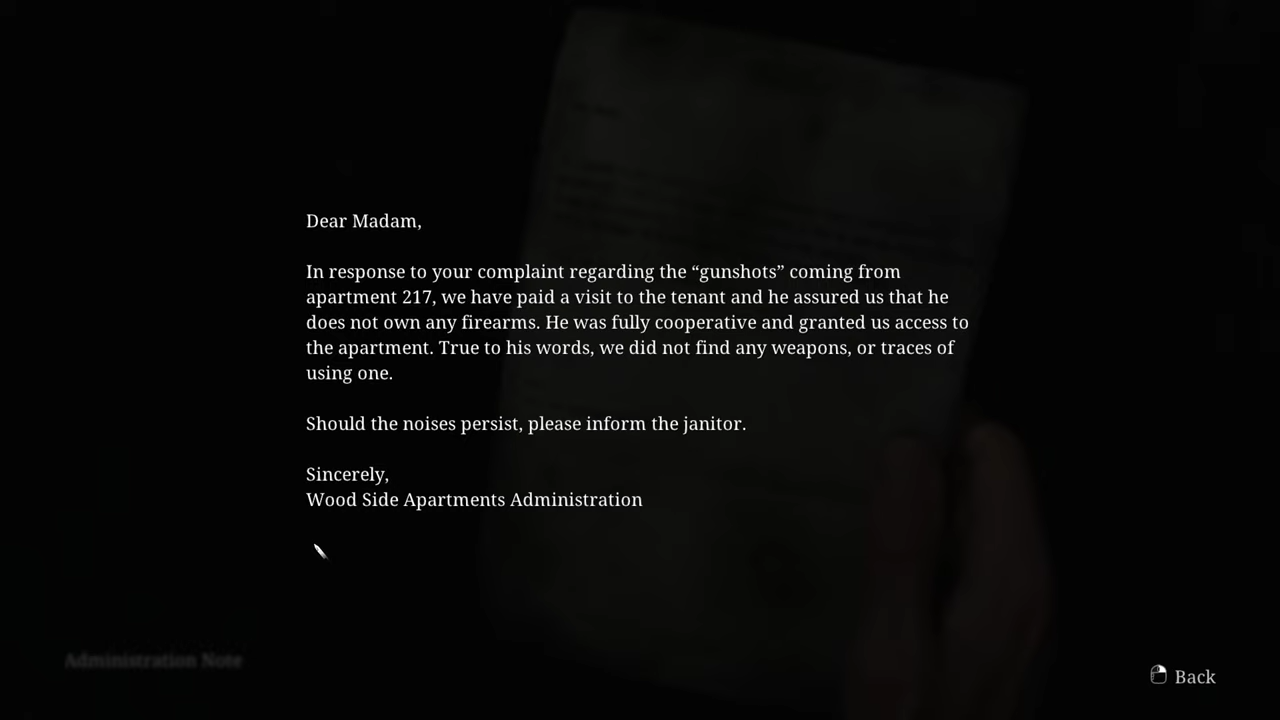 Dear Madam,
In response to your complaint regarding the “gunshots” coming from
apartment 217, we have paid a visit to the tenant and he assured us that he
does not own any firearms. He was fully cooperative and granted us access to
the apartment. True to his words, we did not find any weapons, or traces of
using one.
Should the noises persist, please inform the janitor.
Sincerely,
Wood Side Apartments Administration
Administration Note
Back